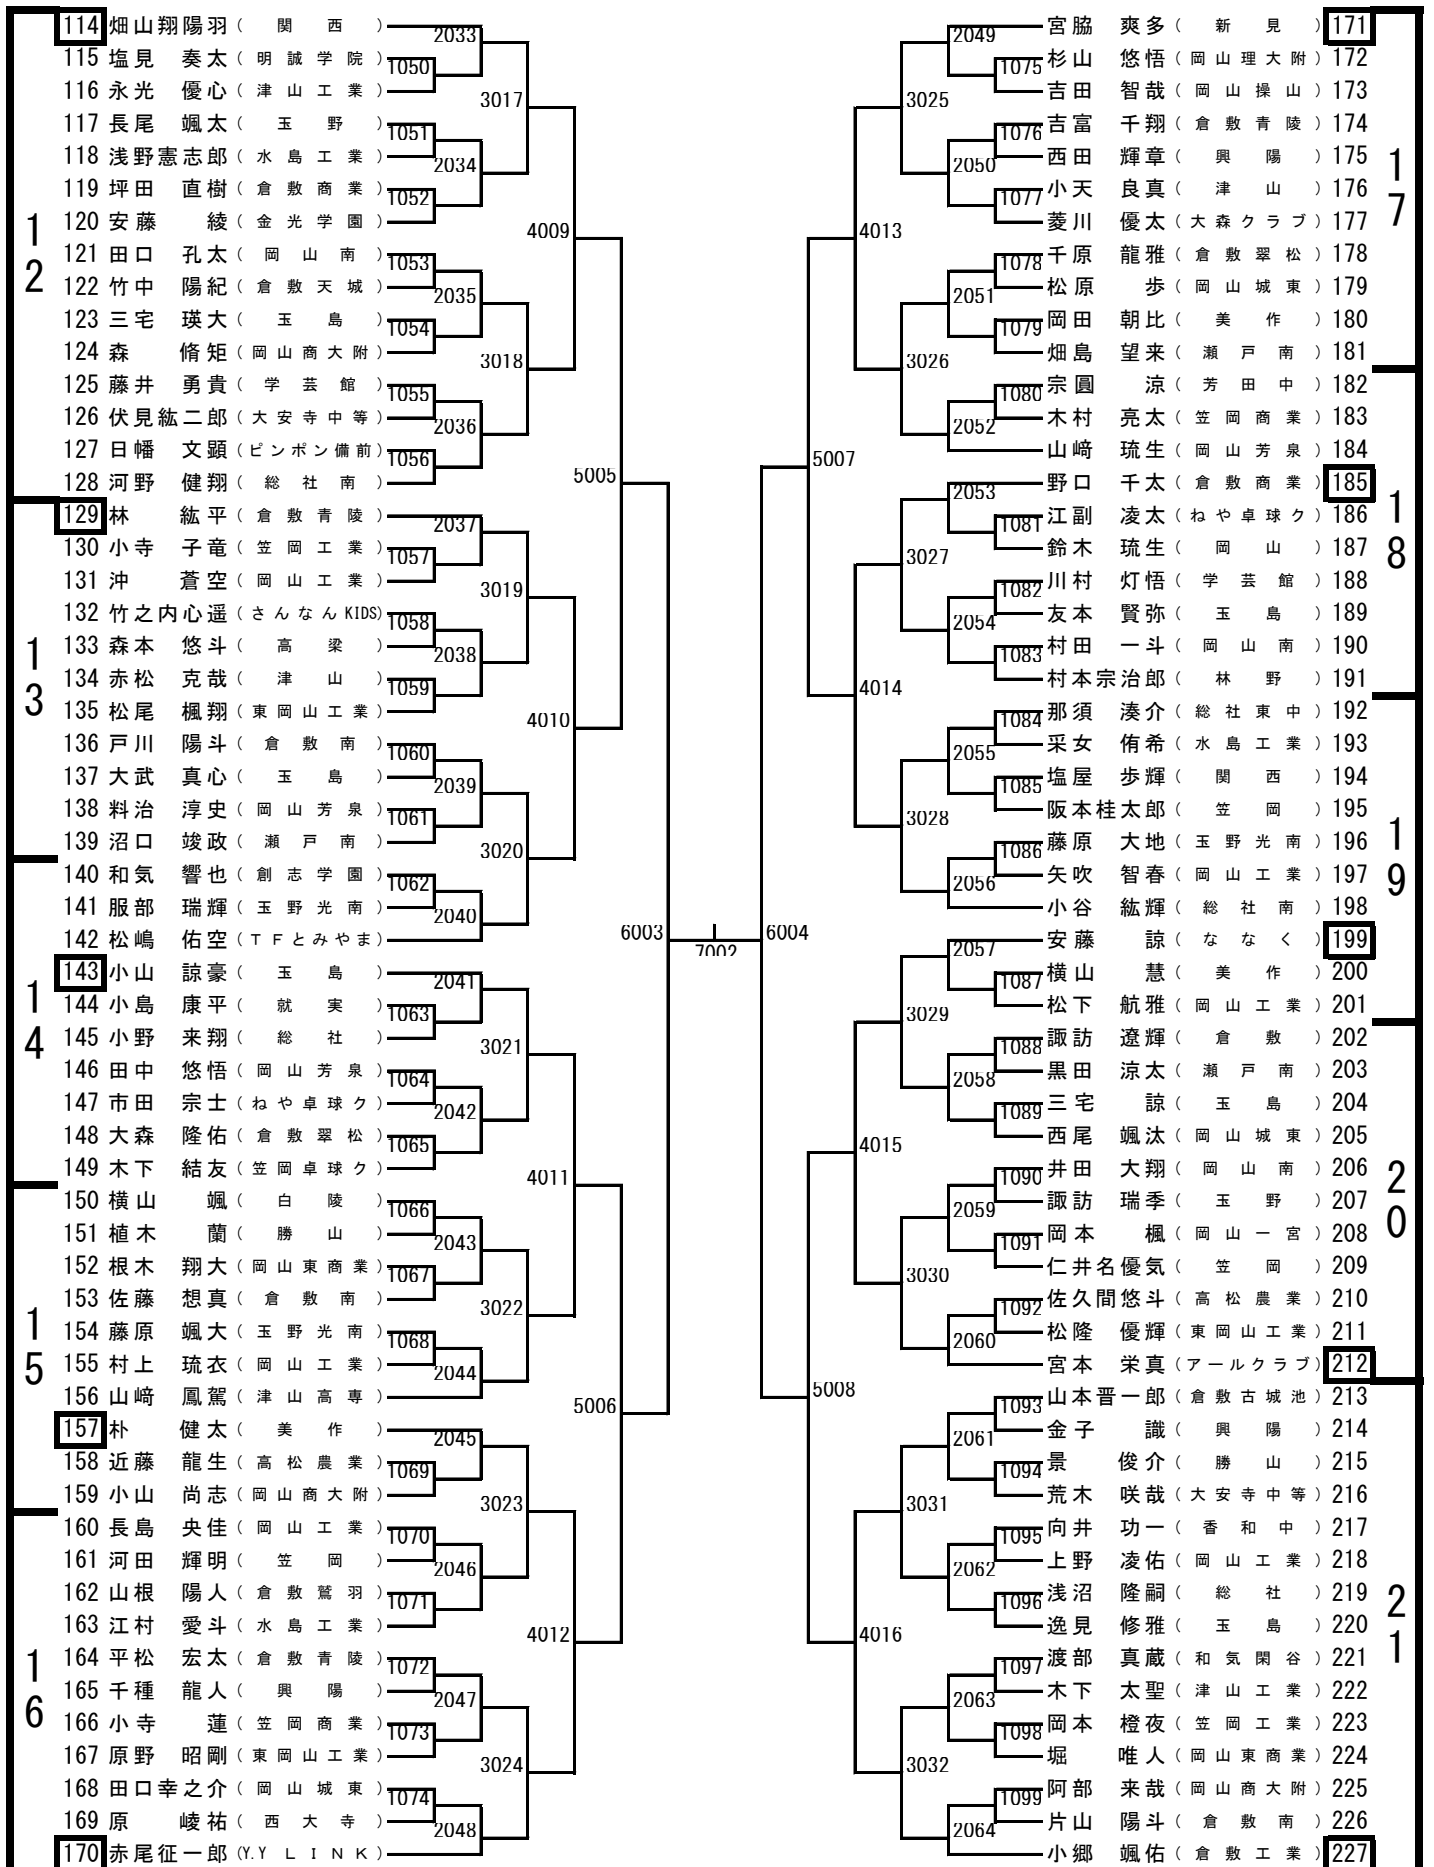 114 畑山翔陽羽 ( 関 西 )
115 塩見 奏太 ( 明誠学院 )
116 永光 優心 ( 津山工業 )
117 長尾 颯太 ( 玉 野 )
118 浅野憲志郎 ( 水島工業 )
119 坪田 直樹 ( 倉敷商業 )
120 安藤 綾 ( 金光学園 )
121 田口 孔太 ( 岡山南 )
122 竹中 陽紀 ( 倉敷天城 )
123 三宅 瑛大 ( 玉 島 )
124 森 脩矩 ( 岡山商大附 )
125 藤井 勇貴 ( 学芸館 )
126 伏見紘二郎 ( 大安寺中等 )
127 日幡 文顕 ( ピンポン備前 )
128 河野 健翔 ( 総社南 )
12
129 林 紘平 ( 倉敷青陵 )
130 小寺 子竜 ( 笠岡工業 )
131 沖 蒼空 ( 岡山工業 )
132 竹之内心遥 ( さんなんKIDS )
133 森本 悠斗 ( 高 梁 )
134 赤松 克哉 ( 津 山 )
135 松尾 楓翔 ( 東岡山工業 )
136 戸川 陽斗 ( 倉敷南 )
137 大武 真心 ( 玉 島 )
138 料治 淳史 ( 岡山芳泉 )
139 沼口 竣政 ( 瀬戸南 )
13
140 和気 響也 ( 創志学園 )
141 服部 瑞輝 ( 玉野光南 )
142 松嶋 佑空 ( TFとみやま )
143 小山 諒豪 ( 玉 島 )
144 小島 康平 ( 就 実 )
145 小野 来翔 ( 総 社 )
146 田中 悠悟 ( 岡山芳泉 )
147 市田 宗士 ( ねや卓球ク )
148 大森 隆佑 ( 倉敷翠松 )
149 木下 結友 ( 笠岡卓球ク )
14
150 横山 颯 ( 白 陵 )
151 植木 蘭 ( 勝 山 )
152 根木 翔大 ( 岡山東商業 )
153 佐藤 想真 ( 倉敷南 )
154 藤原 颯大 ( 玉野光南 )
155 村上 琉衣 ( 岡山工業 )
156 山﨑 鳳駕 ( 津山高専 )
157 朴 健太 ( 美 作 )
158 近藤 龍生 ( 高松農業 )
159 小山 尚志 ( 岡山商大附 )
15
160 長島 央佳 ( 岡山工業 )
161 河田 輝明 ( 笠 岡 )
162 山根 陽人 ( 倉敷鷲羽 )
163 江村 愛斗 ( 水島工業 )
164 平松 宏太 ( 倉敷青陵 )
165 千種 龍人 ( 興 陽 )
166 小寺 蓮 ( 笠岡商業 )
167 原野 昭剛 ( 東岡山工業 )
168 田口幸之介 ( 岡山城東 )
169 原 崚祐 ( 西大寺 )
170 赤尾征一郎 ( Y.Y LINK )
16
1050
1051
1052
1053
1054
1055
1056
1057
1058
1059
1060
1061
1062
1063
1064
1065
1066
1067
1068
1069
1070
1071
1072
1073
1074
2033
2034
2035
2036
2037
2038
2039
2040
2041
2042
2043
2044
2045
2046
2047
2048
3017
3018
3019
3020
3021
3022
3023
3024
4009
4010
4011
4012
5005
5006
6003
7002
6004
5007
5008
4013
4014
4015
4016
3025
3026
3027
3028
3029
3030
3031
3032
2049
2050
2051
2052
2053
2054
2055
2056
2057
2058
2059
2060
2061
2062
2063
2064
1075
1076
1077
1078
1079
1080
1081
1082
1083
1084
1085
1086
1087
1088
1089
1090
1091
1092
1093
1094
1095
1096
1097
1098
1099
宮脇 爽多 ( 新 見 ) 171
杉山 悠悟 ( 岡山理大附 ) 172
吉田 智哉 ( 岡山操山 ) 173
吉富 千翔 ( 倉敷青陵 ) 174
西田 輝章 ( 興 陽 ) 175
小天 良真 ( 津 山 ) 176
菱川 優太 ( 大森クラブ ) 177
千原 龍雅 ( 倉敷翠松 ) 178
松原 歩 ( 岡山城東 ) 179
岡田 朝比 ( 美 作 ) 180
畑島 望来 ( 瀬戸南 ) 181
17
宗圓 涼 ( 芳田中 ) 182
木村 亮太 ( 笠岡商業 ) 183
山﨑 琉生 ( 岡山芳泉 ) 184
野口 千太 ( 倉敷商業 ) 185
江副 凌太 ( ねや卓球ク ) 186
鈴木 琉生 ( 岡 山 ) 187
川村 灯悟 ( 学芸館 ) 188
友本 賢弥 ( 玉 島 ) 189
村田 一斗 ( 岡山南 ) 190
村本宗治郎 ( 林 野 ) 191
18
那須 湊介 ( 総社東中 ) 192
采女 侑希 ( 水島工業 ) 193
塩屋 歩輝 ( 関 西 ) 194
阪本桂太郎 ( 笠 岡 ) 195
藤原 大地 ( 玉野光南 ) 196
矢吹 智春 ( 岡山工業 ) 197
小谷 紘輝 ( 総社南 ) 198
安藤 諒 ( ななく ) 199
横山 慧 ( 美 作 ) 200
松下 航雅 ( 岡山工業 ) 201
19
諏訪 遼輝 ( 倉 敷 ) 202
黒田 涼太 ( 瀬戸南 ) 203
三宅 諒 ( 玉 島 ) 204
西尾 颯汰 ( 岡山城東 ) 205
井田 大翔 ( 岡山南 ) 206
諏訪 瑞季 ( 玉 野 ) 207
岡本 楓 ( 岡山一宮 ) 208
仁井名優気 ( 笠 岡 ) 209
佐久間悠斗 ( 高松農業 ) 210
松隆 優輝 ( 東岡山工業 ) 211
宮本 栄真 ( アールクラブ ) 212
20
山本晋一郎 ( 倉敷古城池 ) 213
金子 識 ( 興 陽 ) 214
景 俊介 ( 勝 山 ) 215
荒木 咲哉 ( 大安寺中等 ) 216
向井 功一 ( 香和中 ) 217
上野 凌佑 ( 岡山工業 ) 218
浅沼 隆嗣 ( 総 社 ) 219
逸見 修雅 ( 玉 島 ) 220
渡部 真蔵 ( 和気閑谷 ) 221
木下 太聖 ( 津山工業 ) 222
岡本 橙夜 ( 笠岡工業 ) 223
堀 唯人 ( 岡山東商業 ) 224
阿部 来哉 ( 岡山商大附 ) 225
片山 陽斗 ( 倉敷南 ) 226
小郷 颯佑 ( 倉敷工業 ) 227
21